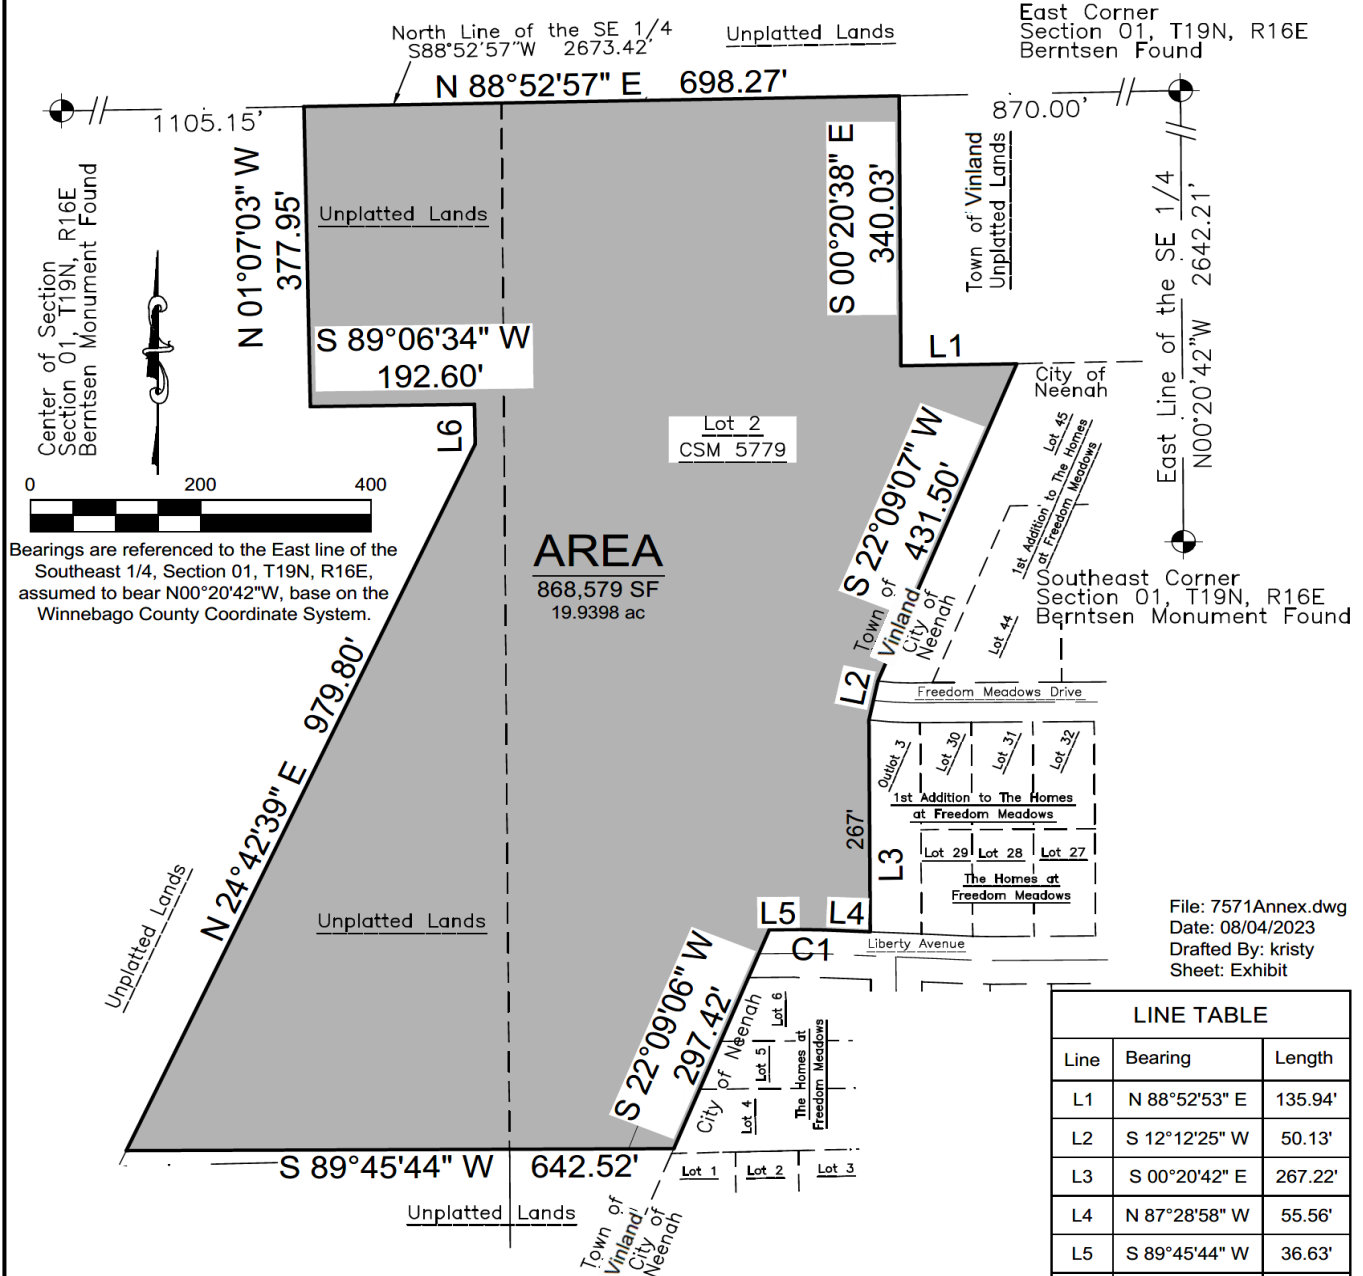 North Line of the SE 1/4
S88°52'57"W 2673.42'
Unplatted Lands
East Corner
Section 01, T19N, R16E
Berntsen Found
N 88°52'57" E 698.27'
1105.15'
870.00'
Center of Section
Section 01, T19N, R16E
Berntsen Monument Found
N 01°07'03" W
377.95'
Unplatted Lands
S 00°20'38" E
340.03'
Town of Vinland
Unplatted Lands
East Line of the SE 1/4
N00°20'42"W 2642.21'
S 89°06'34" W
192.60'
L1
City of
Neenah
L6
Lot 2
CSM 5779
S 22°09'07" W
431.50'
Lot 45
1st Addition to The Homes
at Freedom Meadows
0 200 400
Bearings are referenced to the East line of the
Southeast 1/4, Section 01, T19N, R16E,
assumed to bear N00°20'42"W, base on the
Winnebago County Coordinate System.
AREA
868,579 SF
19.9398 ac
Town of
Vinland
City of
Neenah
Lot 44
Southeast Corner
Section 01, T19N, R16E
Berntsen Monument Found
L2
Freedom Meadows Drive
N 24°42'39" E 979.80'
Outlot 3
Lot 30
Lot 31
Lot 32
1st Addition to The Homes
at Freedom Meadows
267'
L3
Lot 29
Lot 28
Lot 27
The Homes at
Freedom Meadows
Unplatted Lands
Unplatted Lands
L5
L4
C1
Liberty Avenue
File: 7571Annex.dwg
Date: 08/04/2023
Drafted By: kristy
Sheet: Exhibit
S 22°09'06" W
297.42'
City of Neenah
Lot 6
Lot 5
Lot 4
The Homes at
Freedom Meadows
S 89°45'44" W 642.52'
Lot 1
Lot 2
Lot 3
Unplatted Lands
Town of
Vinland
City of
Neenah
LINE TABLE
Line Bearing Length
L1 N 88°52'53" E 135.94'
L2 S 12°12'25" W 50.13'
L3 S 00°20'42" E 267.22'
L4 N 87°28'58" W 55.56'
L5 S 89°45'44" W 36.63'